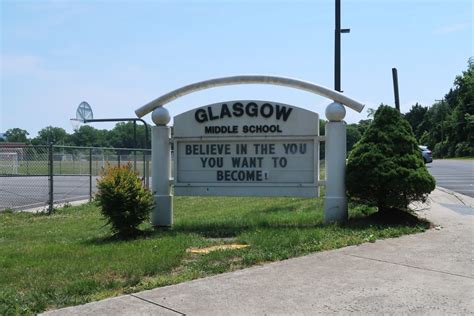 GLASGOW
MIDDLE SCHOOL
BELIEVE IN THE YOU
YOU WANT TO
BECOME!